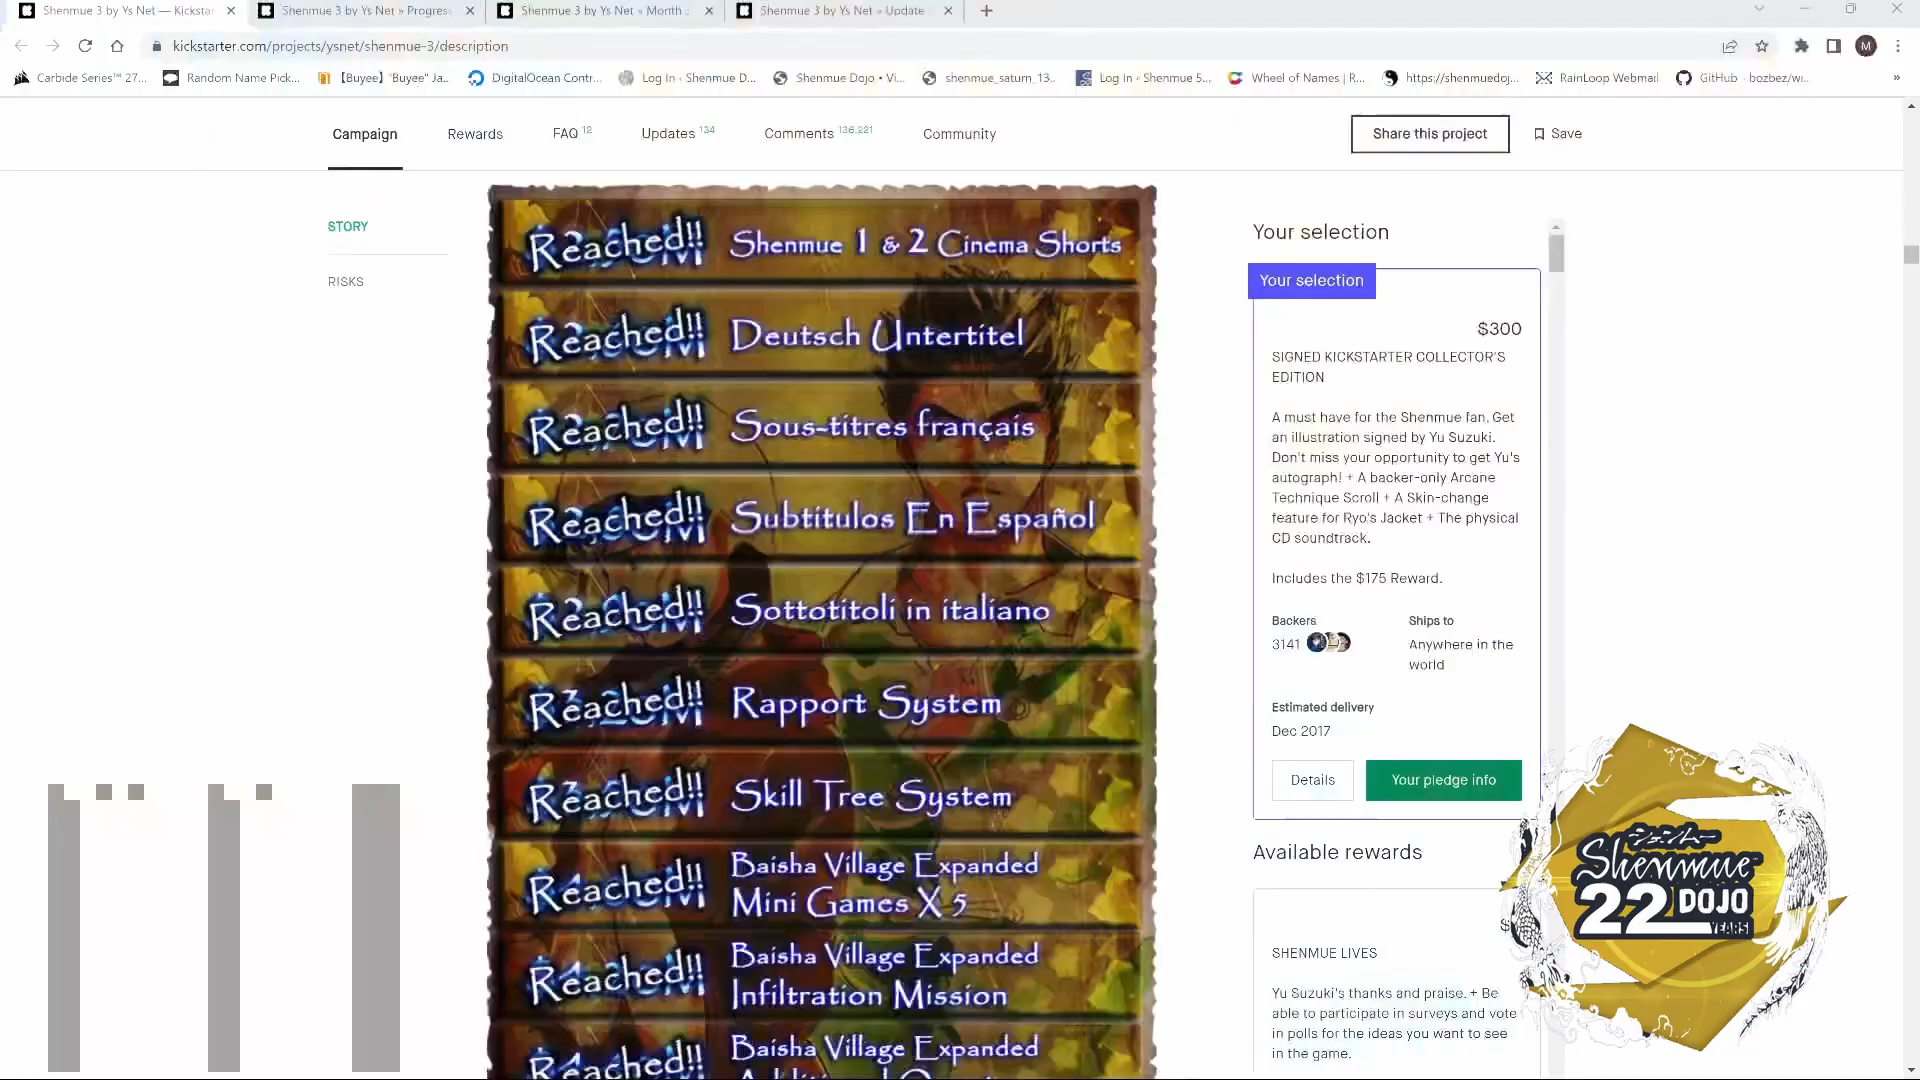 Shenmue 3 by Ys Net — Kickstar
Shenmue 3 by Ys Net » Progres
Shenmue 3 by Ys Net » Month
Shenmue 3 by Ys Net » Update
kickstarter.com/projects/ysnet/shenmue-3/description
M
Carbide Series™ 27...
Random Name Pick...
【Buyee】 "Buyee" Ja...
DigitalOcean Contr...
Log In ‹ Shenmue D...
Shenmue Dojo • Vi...
shenmue_saturn_13...
Log In ‹ Shenmue 5...
Wheel of Names | R...
https://shenmuedoj...
RainLoop Webmail
GitHub - bozbez/wi...
»
Campaign
Rewards
FAQ 12
Updates 134
Comments 136,221
Community
Share this project
Save
STORY
RISKS
Reached!! Shenmue 1 & 2 Cinema Shorts
Reached!! Deutsch Untertitel
Reached!! Sous-titres français
Reached!! Subtitulos En Español
Reached!! Sottotitoli in italiano
Reached!! Rapport System
Reached!! Skill Tree System
Reached!! Baisha Village Expanded
Mini Games X 5
Reached!! Baisha Village Expanded
Infiltration Mission
Reached!! Baisha Village Expanded
Your selection
Your selection
$300
SIGNED KICKSTARTER COLLECTOR'S
EDITION
A must have for the Shenmue fan. Get
an illustration signed by Yu Suzuki.
Don't miss your opportunity to get Yu's
autograph! + A backer-only Arcane
Technique Scroll + A Skin-change
feature for Ryo's Jacket + The physical
CD soundtrack.
Includes the $175 Reward.
Backers
3141
Ships to
Anywhere in the
world
Estimated delivery
Dec 2017
Details
Your pledge info
Available rewards
$
SHENMUE LIVES
Yu Suzuki's thanks and praise. + Be
able to participate in surveys and vote
in polls for the ideas you want to see
in the game.
シェンムー
Shenmue
22 DOJO
YEARS!